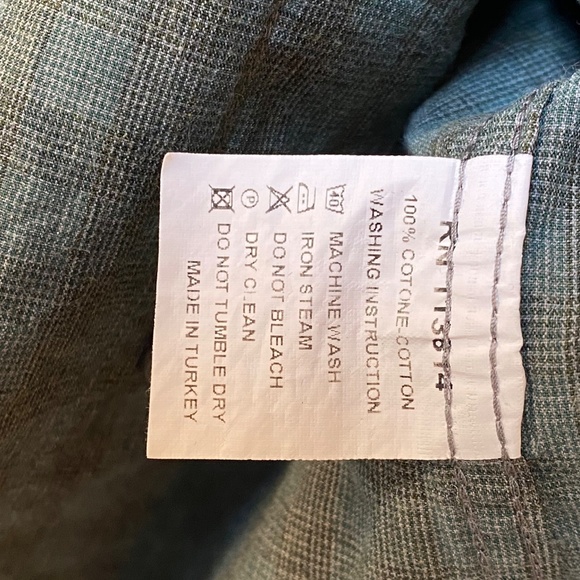 RN 113814
100% COTONE-COTTON
WASHING INSTRUCTION
40 MACHINE WASH
IRON STEAM
DO NOT BLEACH
P DRY CLEAN
DO NOT TUMBLE DRY
MADE IN TURKEY